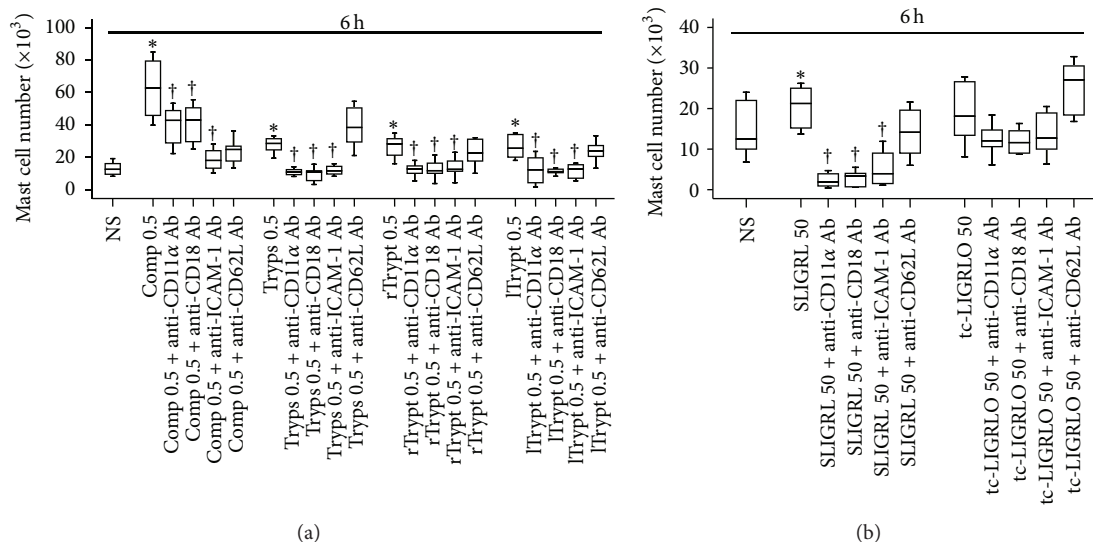 6 h
Mast cell number (×10³)
100
80
60
40
20
0
*
†
†
†
*
†
†
†
*
†
†
†
*
†
†
†
NS
Comp 0.5
Comp 0.5 + anti-CD11α Ab
Comp 0.5 + anti-CD18 Ab
Comp 0.5 + anti-ICAM-1 Ab
Comp 0.5 + anti-CD62L Ab
Tryps 0.5
Tryps 0.5 + anti-CD11α Ab
Tryps 0.5 + anti-CD18 Ab
Tryps 0.5 + anti-ICAM-1 Ab
Tryps 0.5 + anti-CD62L Ab
rTrypt 0.5
rTrypt 0.5 + anti-CD11α Ab
rTrypt 0.5 + anti-CD 18 Ab
rTrypt 0.5 + anti-ICAM-1 Ab
rTrypt 0.5 + anti-CD62L Ab
lTrypt 0.5
lTrypt 0.5 + anti-CD11α Ab
lTrypt 0.5 + anti-CD18 Ab
lTrypt 0.5 + anti-ICAM-1 Ab
lTrypt 0.5 + anti-CD62L Ab
(a)
6 h
Mast cell number (×10³)
40
30
20
10
0
*
†
†
†
NS
SLIGRL 50
SLIGRL 50 + anti-CD11α Ab
SLIGRL 50 + anti-CD18 Ab
SLIGRL 50 + anti-ICAM-1 Ab
SLIGRL 50 + anti-CD62L Ab
tc-LIGRLO 50
tc-LIGRLO 50 + anti-CD11α Ab
tc-LIGRLO 50 + anti-CD18 Ab
tc-LIGRLO 50 + anti-ICAM-1 Ab
tc-LIGRLO 50 + anti-CD62L Ab
(b)